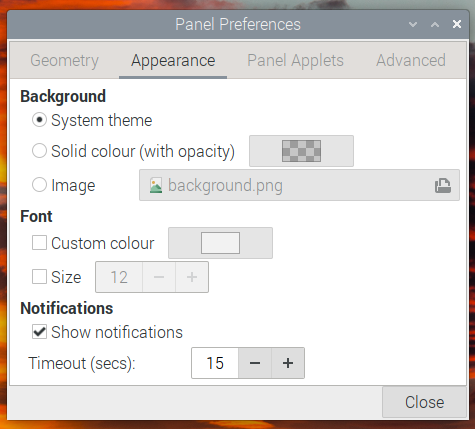 Panel Preferences
Geometry Appearance Panel Applets Advanced
Background
System theme
Solid colour (with opacity)
Image background.png
Font
Custom colour
Size 12 − +
Notifications
Show notifications
Timeout (secs): 15 − +
Close